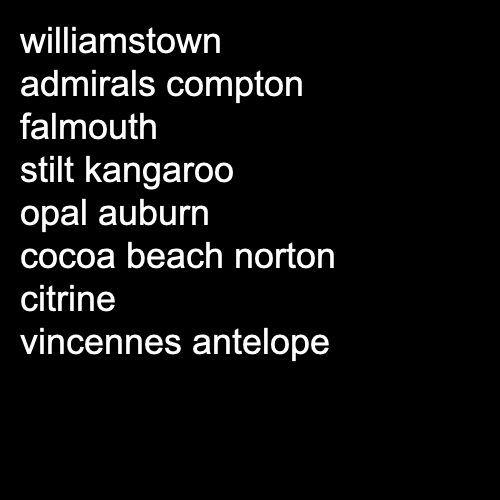 williamstown
admirals compton
falmouth
stilt kangaroo
opal auburn
cocoa beach norton
citrine
vincennes antelope